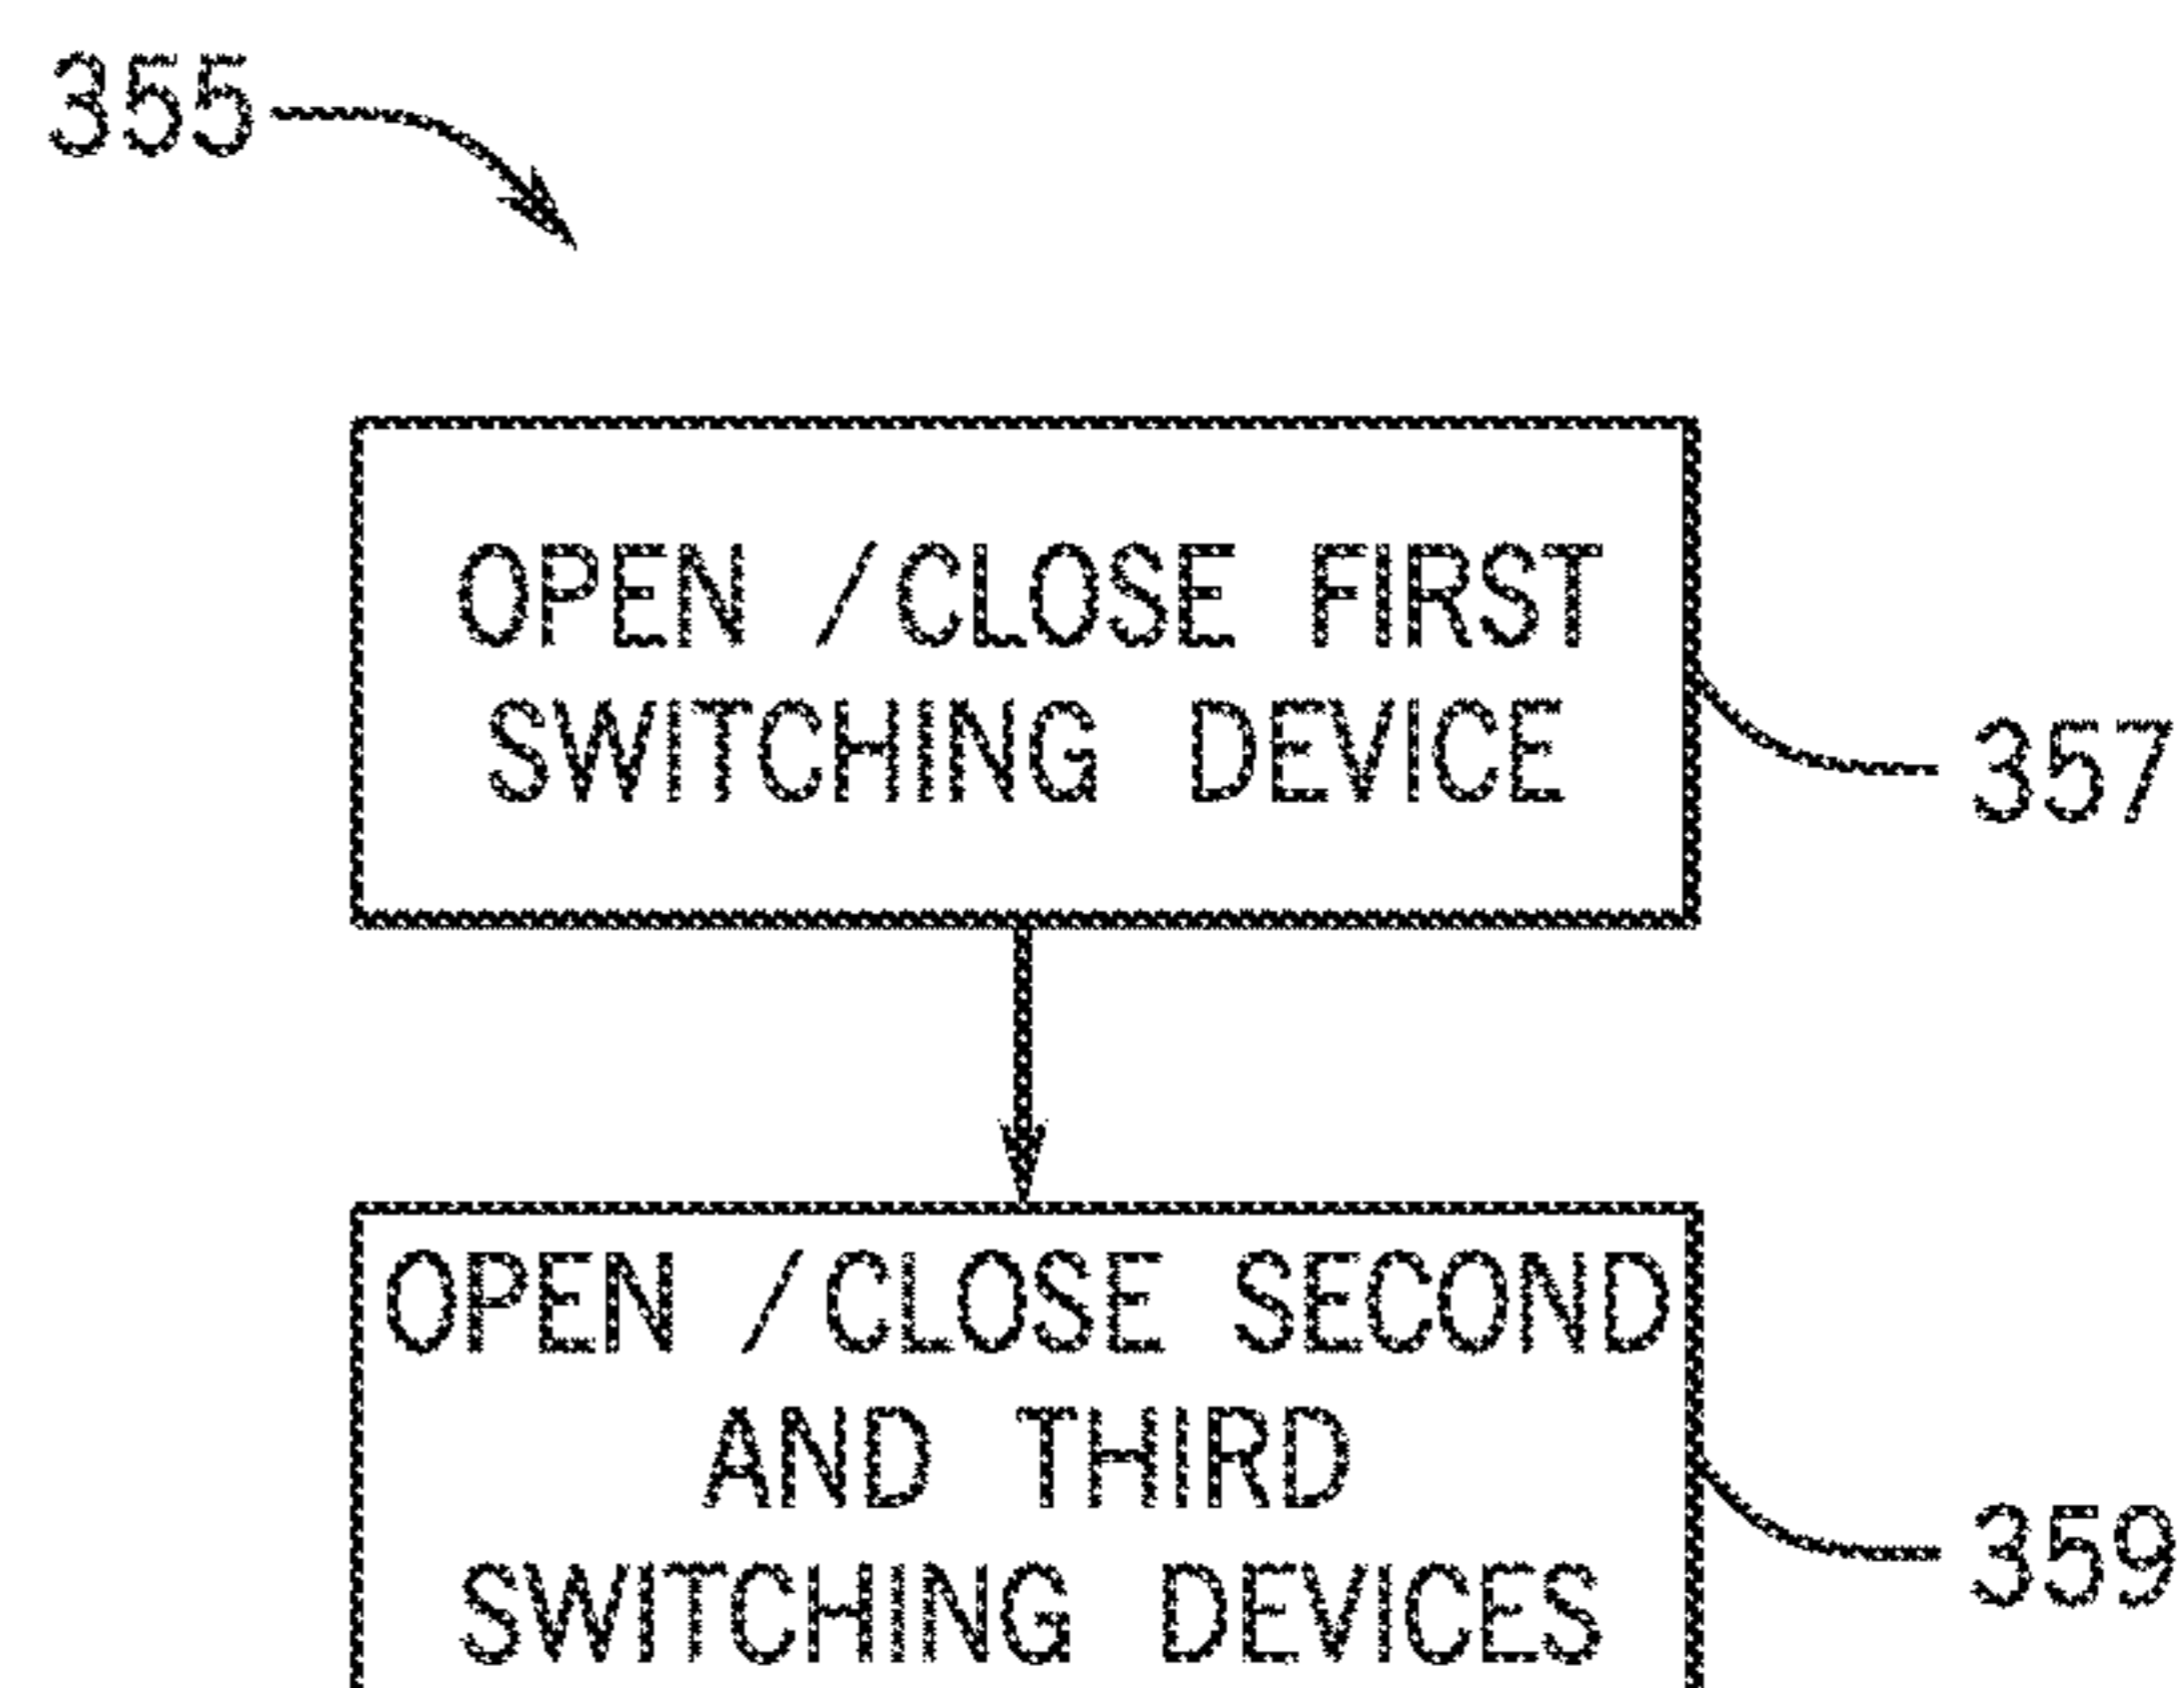 355
OPEN /CLOSE FIRST
SWITCHING DEVICE
357
OPEN /CLOSE SECOND
AND THIRD
SWITCHING DEVICES
359